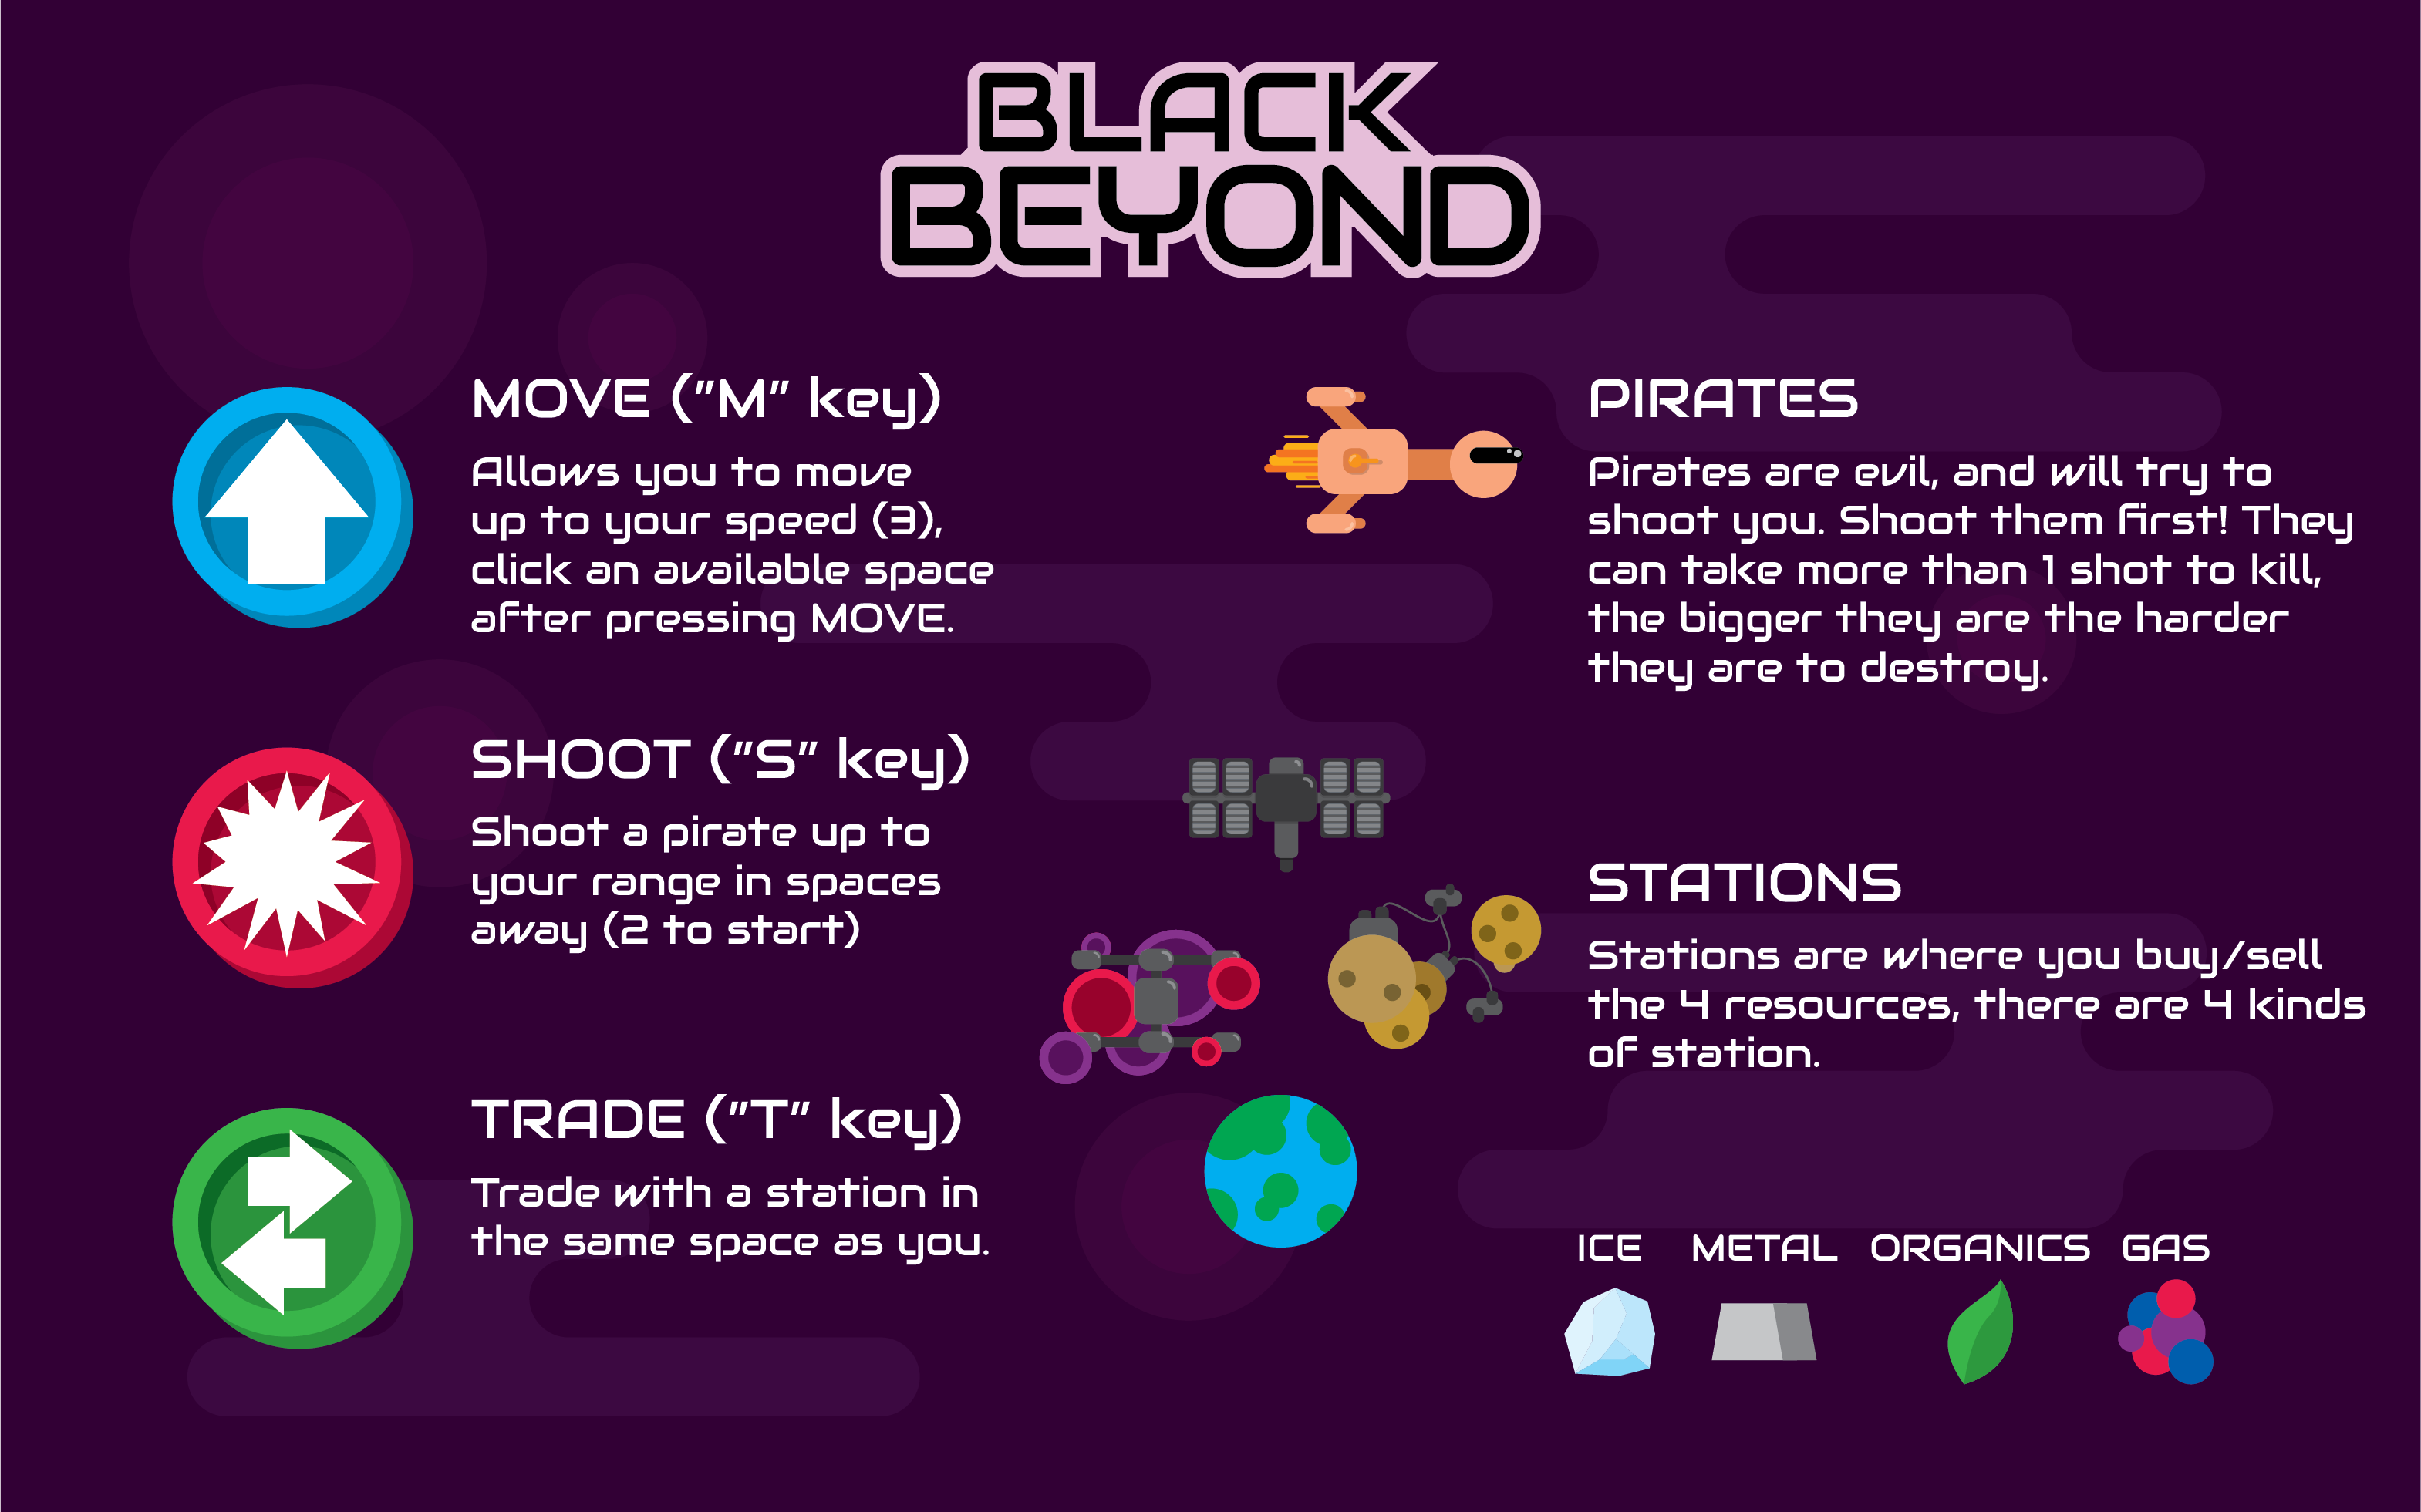 BLACK
BEYOND
MOVE ("M" key)
Allows you to move
up to your speed (3),
click an available space
after pressing MOVE.
SHOOT ("S" key)
Shoot a pirate up to
your range in spaces
away (2 to start)
TRADE ("T" key)
Trade with a station in
the same space as you.
PIRATES
Pirates are evil, and will try to
shoot you. Shoot them first! They
can take more than 1 shot to kill,
the bigger they are the harder
they are to destroy.
STATIONS
Stations are where you buy/sell
the 4 resources, there are 4 kinds
of station.
ICE METAL ORGANICS GAS